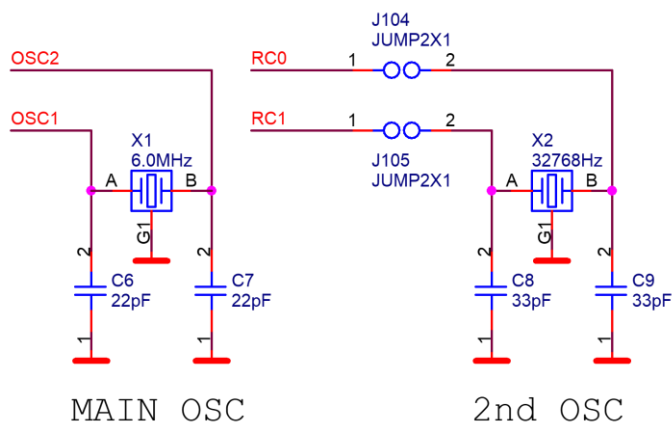 J104
JUMP2X1
OSC2
RC0
1
2
OSC1
RC1
1
2
X1
6.0MHz
J105
JUMP2X1
X2
32768Hz
A
B
A
B
G1
G1
2
C6
22pF
1
2
C7
22pF
1
2
C8
33pF
1
2
C9
33pF
1
MAIN OSC
2nd OSC